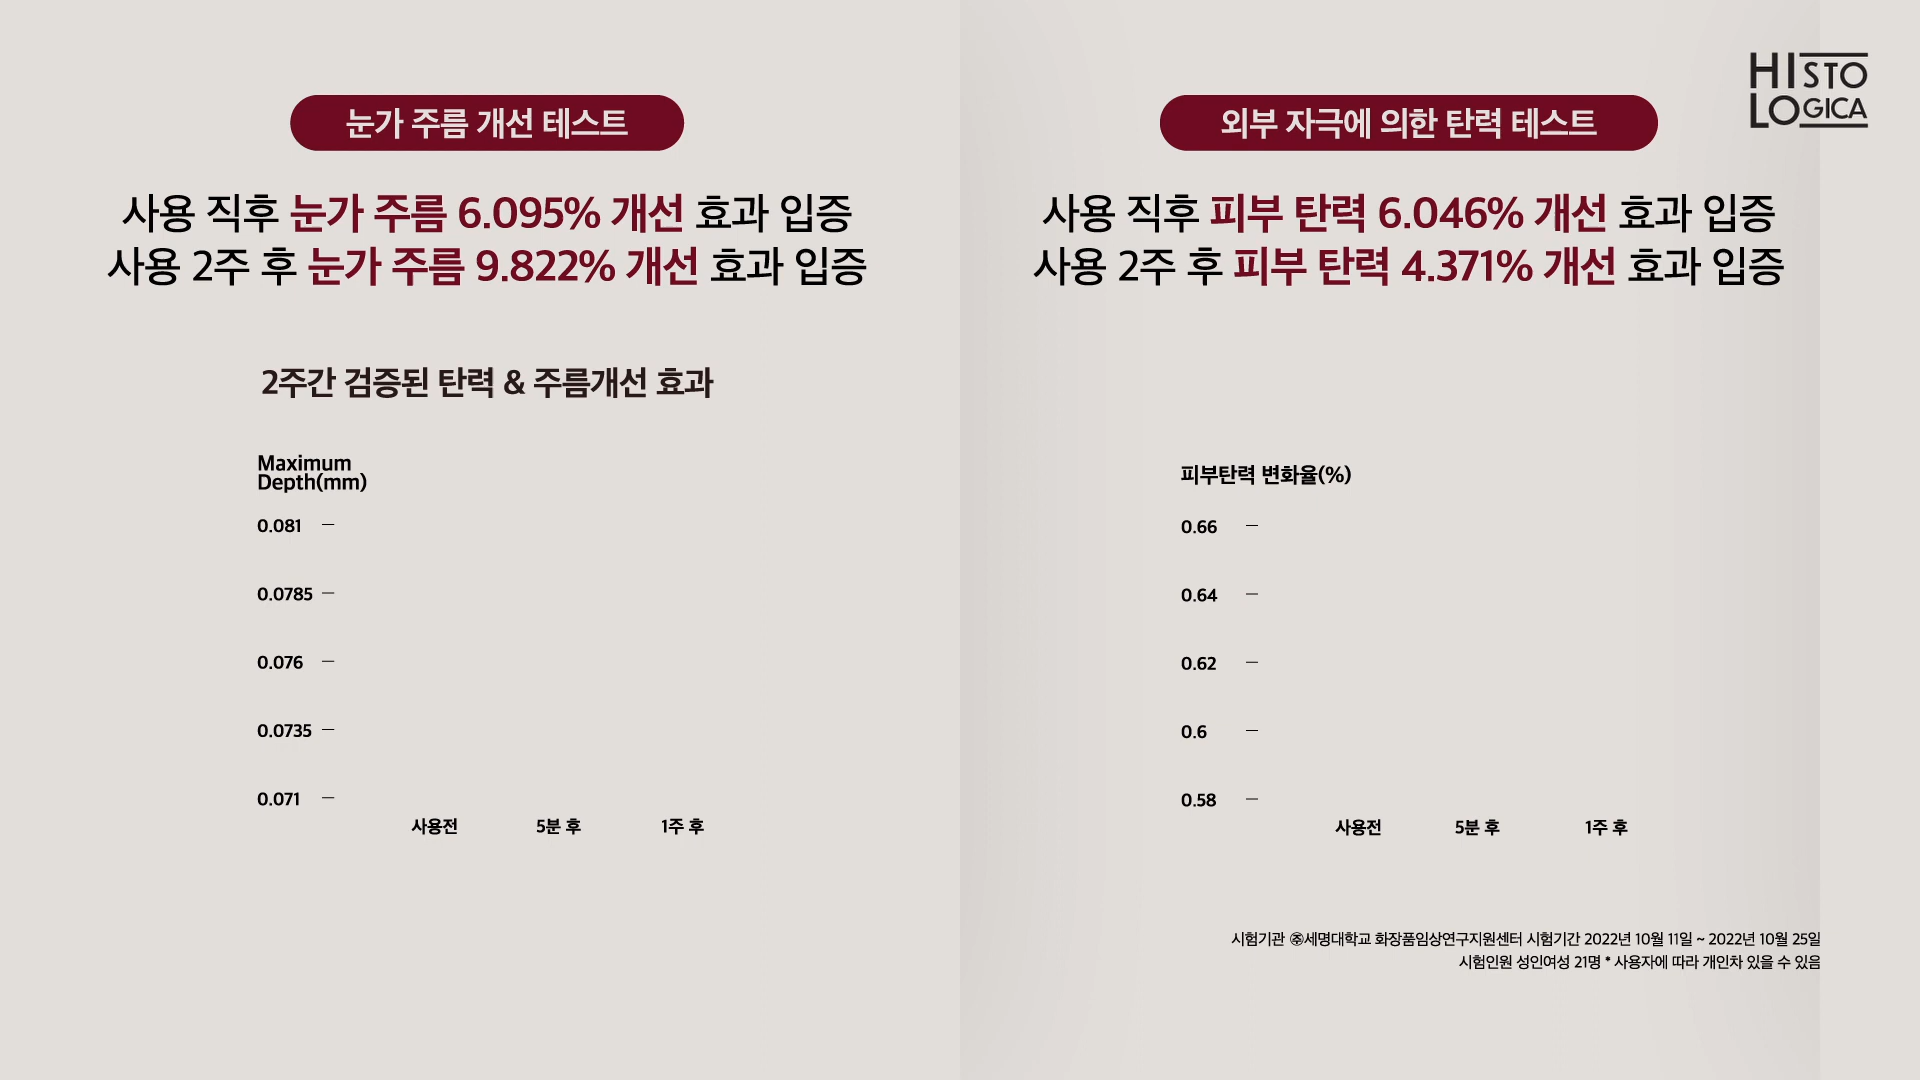 눈가 주름 개선 테스트
사용 직후 눈가 주름 6.095% 개선 효과 입증
사용 2주 후 눈가 주름 9.822% 개선 효과 입증
2주간 검증된 탄력 & 주름개선 효과
Maximum
Depth(mm)
0.081
0.0785
0.076
0.0735
0.071
사용전 5분 후 1주 후
HISTO
LOGICA
외부 자극에 의한 탄력 테스트
사용 직후 피부 탄력 6.046% 개선 효과 입증
사용 2주 후 피부 탄력 4.371% 개선 효과 입증
피부탄력 변화율(%)
0.66
0.64
0.62
0.6
0.58
사용전 5분 후 1주 후
시험기관 ㊜세명대학교 화장품임상연구지원센터 시험기간 2022년 10월 11일 ~ 2022년 10월 25일
시험인원 성인여성 21명 * 사용자에 따라 개인차 있을 수 있음